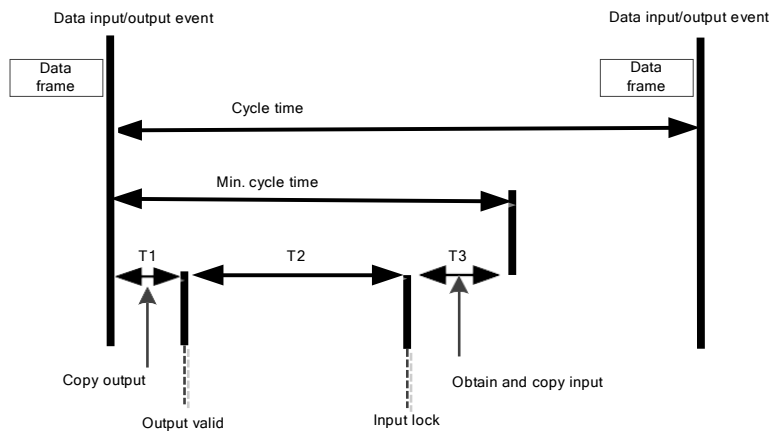 Data input/output event
Data input/output event
Data
frame
Data
frame
Cycle time
Min. cycle time
T1
T2
T3
Copy output
Obtain and copy input
Output valid
Input lock